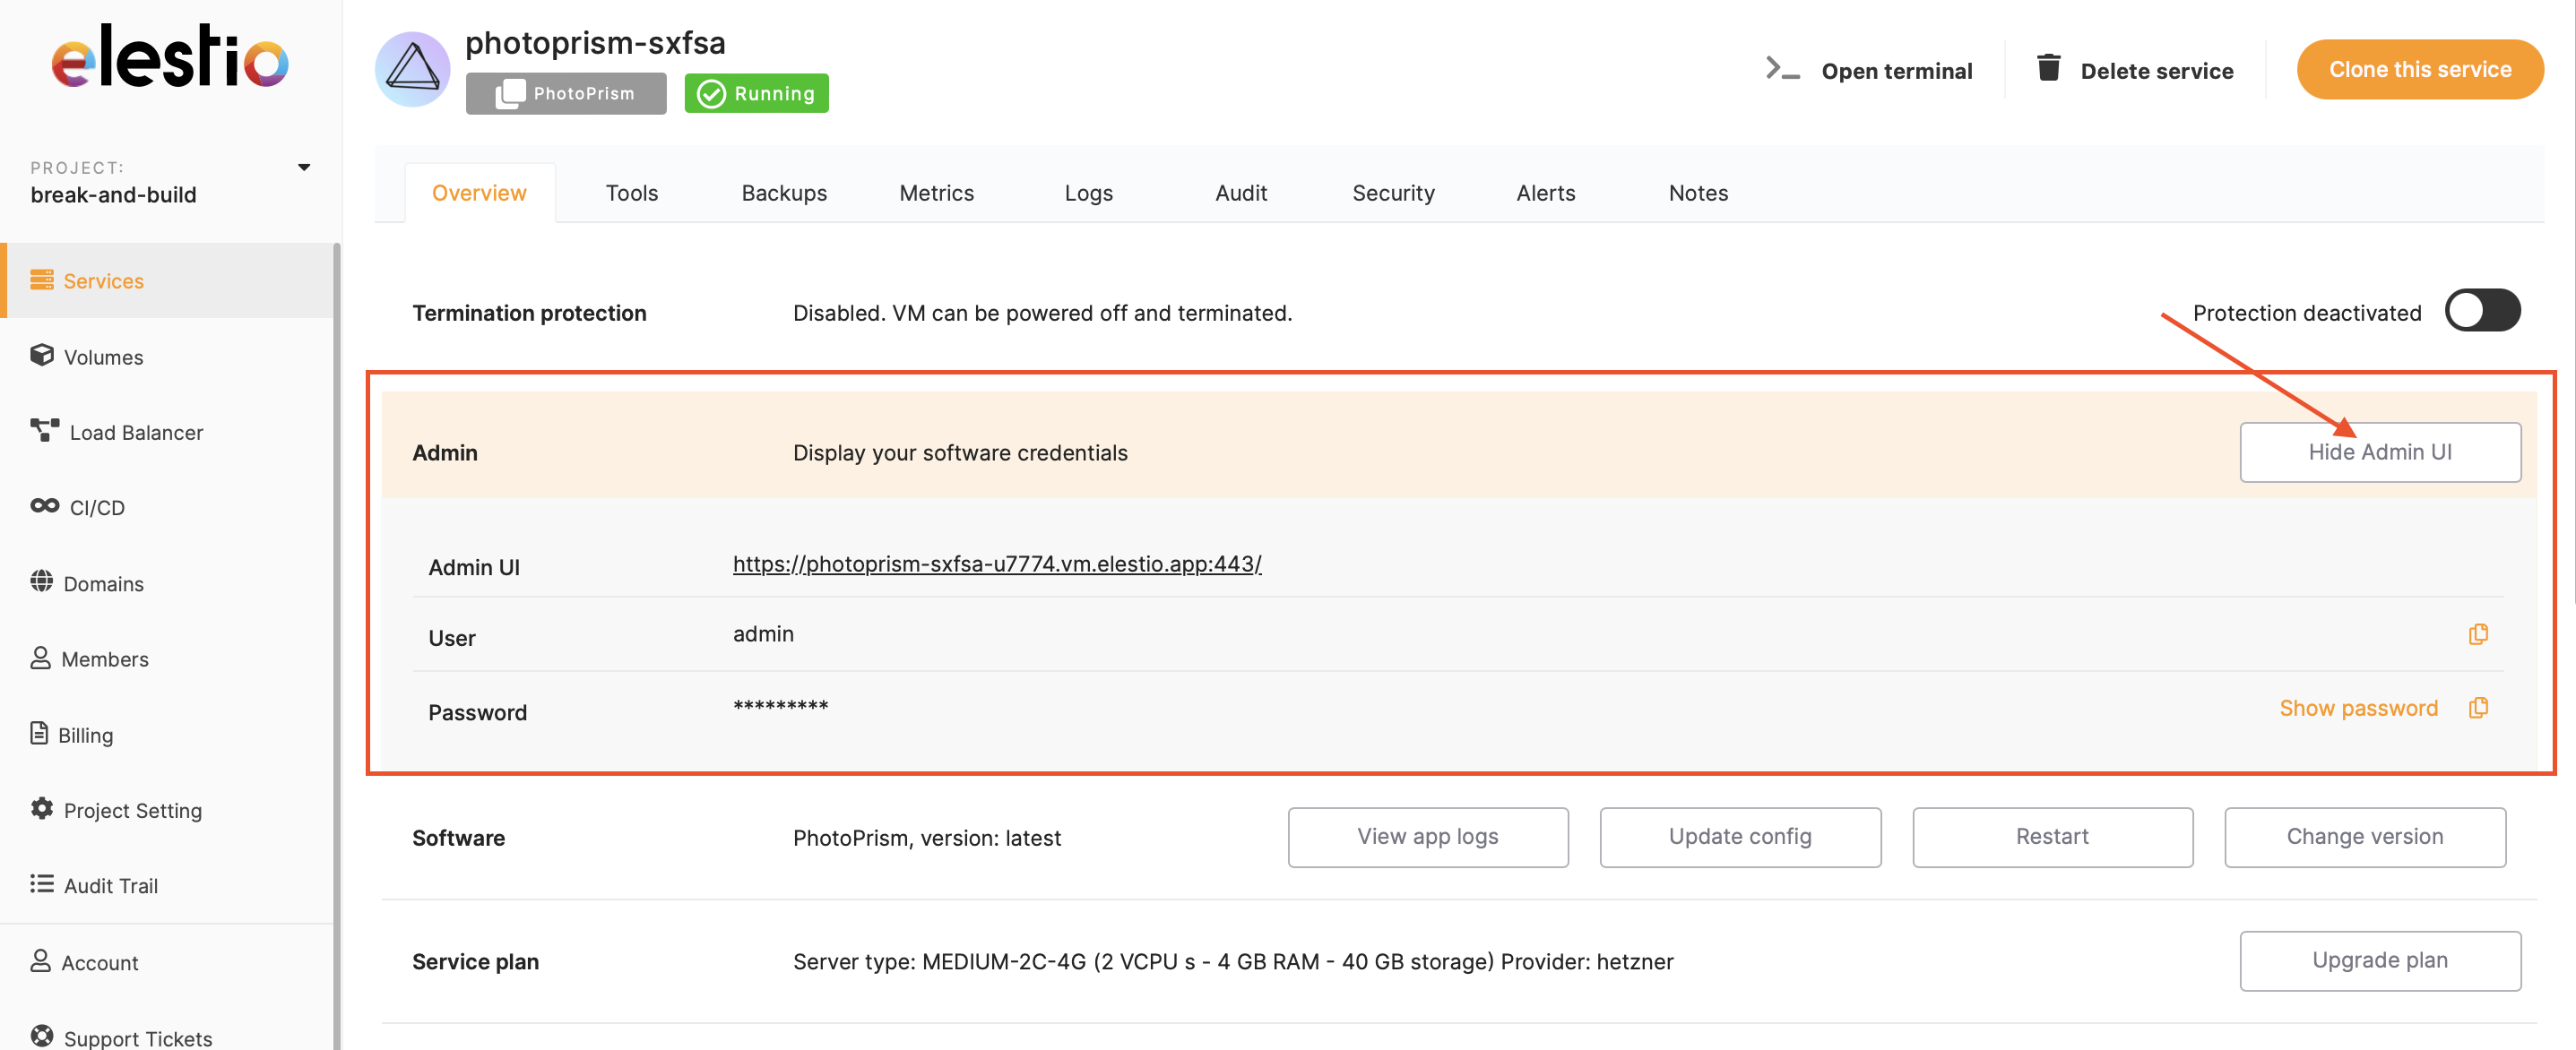 elestio
PROJECT:
break-and-build
Services
Volumes
Load Balancer
CI/CD
Domains
Members
Billing
Project Setting
Audit Trail
Account
Support Tickets
photoprism-sxfsa
PhotoPrism
Running
Open terminal
Delete service
Clone this service
Overview Tools Backups Metrics Logs Audit Security Alerts Notes
Termination protection Disabled. VM can be powered off and terminated. Protection deactivated
Admin Display your software credentials Hide Admin UI
Admin UI https://photoprism-sxfsa-u7774.vm.elestio.app:443/
User admin
Password ********* Show password
Software PhotoPrism, version: latest View app logs Update config Restart Change version
Service plan Server type: MEDIUM-2C-4G (2 VCPU s - 4 GB RAM - 40 GB storage) Provider: hetzner Upgrade plan